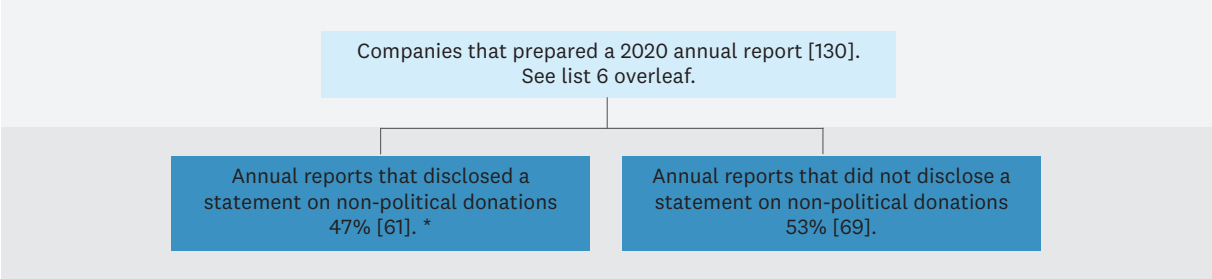 Companies that prepared a 2020 annual report [130].
See list 6 overleaf.
Annual reports that disclosed a
statement on non-political donations
47% [61]. *
Annual reports that did not disclose a
statement on non-political donations
53% [69].